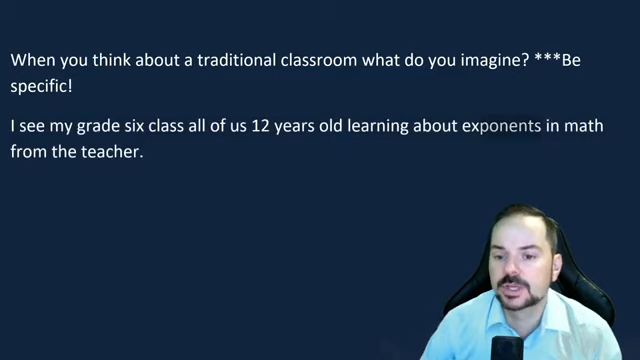 When you think about a traditional classroom what do you imagine? ***Be
specific!
I see my grade six class all of us 12 years old learning about exponents in math
from the teacher.